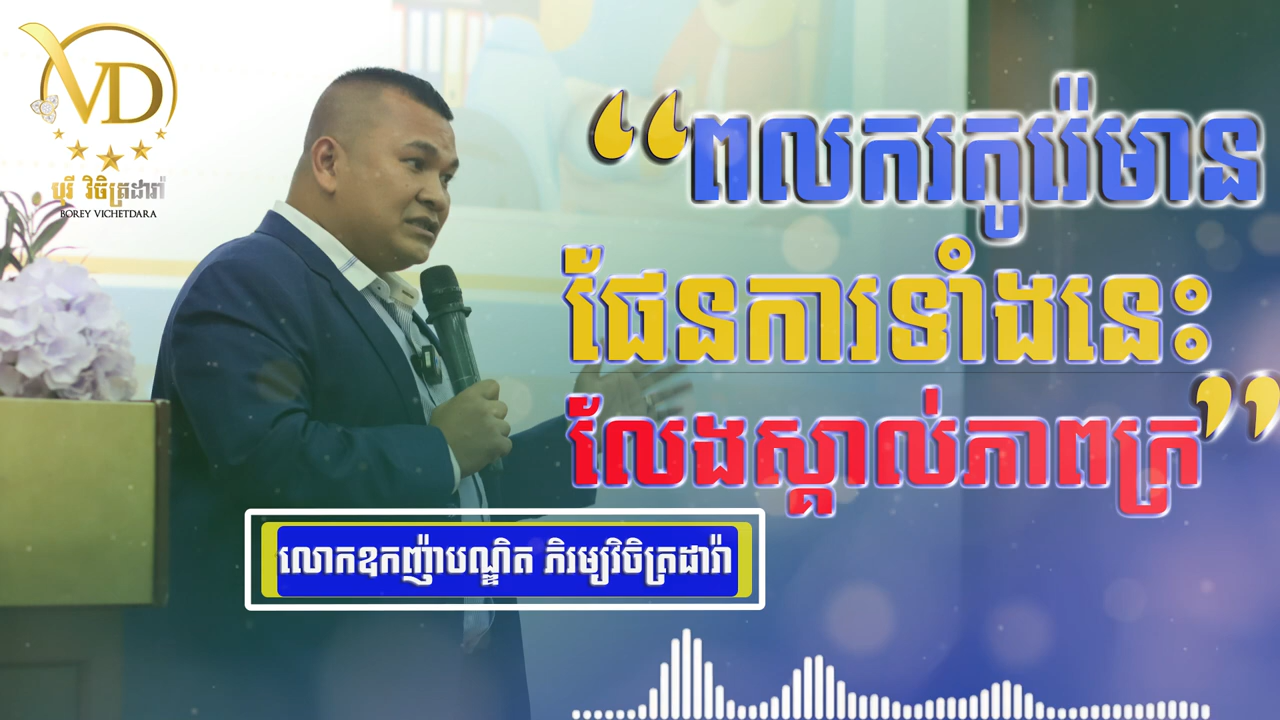 VD
បុរី វិចិត្រដារ៉ា
BOREY VICHETDARA
“ពលករកូរ៉េមាន
ផែនការទាំងនេះ
លែងស្គាល់ភាពក្រ”
លោកឧកញ៉ាបណ្ឌិត ភិរម្យវិចិត្រដារ៉ា